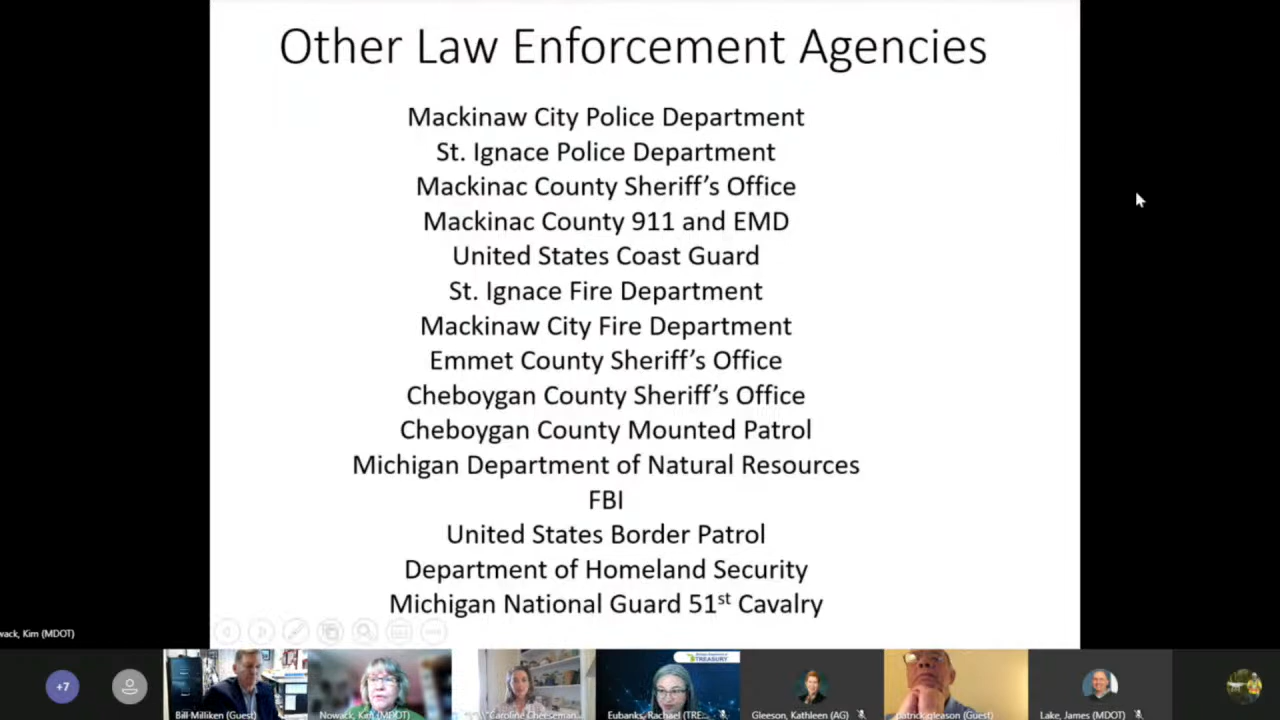 Other Law Enforcement Agencies
Mackinaw City Police Department
St. Ignace Police Department
Mackinac County Sheriff’s Office
Mackinac County 911 and EMD
United States Coast Guard
St. Ignace Fire Department
Mackinaw City Fire Department
Emmet County Sheriff’s Office
Cheboygan County Sheriff’s Office
Cheboygan County Mounted Patrol
Michigan Department of Natural Resources
FBI
United States Border Patrol
Department of Homeland Security
Michigan National Guard 51st Cavalry
wack, Kim (MDOT)
+7
TREASURY
Bill Milliken (Guest)
Nowack, Kim (MDOT)
"Caroline Cheeseman...
Eubanks, Rachael (TRE...
Gleeson, Kathleen (AG)
patrick gleason (Guest)
Lake, James (MDOT)